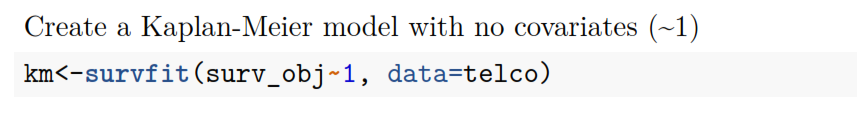 Create a Kaplan-Meier model with no covariates (~1)
km<-survfit(surv_obj~1, data=telco)